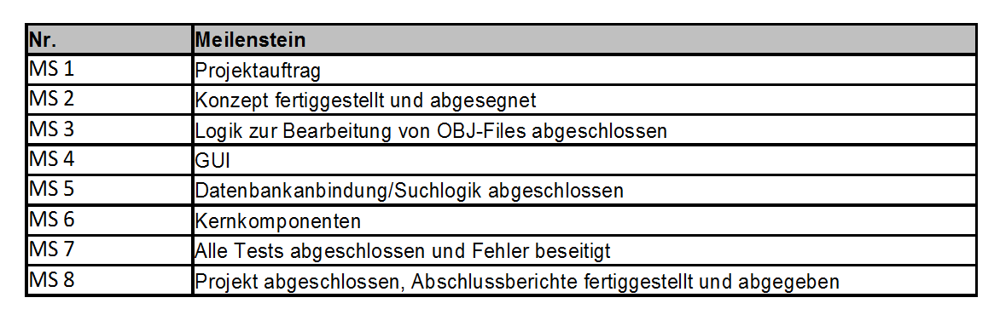 Nr. Meilenstein
MS 1 Projektauftrag
MS 2 Konzept fertiggestellt und abgesegnet
MS 3 Logik zur Bearbeitung von OBJ-Files abgeschlossen
MS 4 GUI
MS 5 Datenbankanbindung/Suchlogik abgeschlossen
MS 6 Kernkomponenten
MS 7 Alle Tests abgeschlossen und Fehler beseitigt
MS 8 Projekt abgeschlossen, Abschlussberichte fertiggestellt und abgegeben